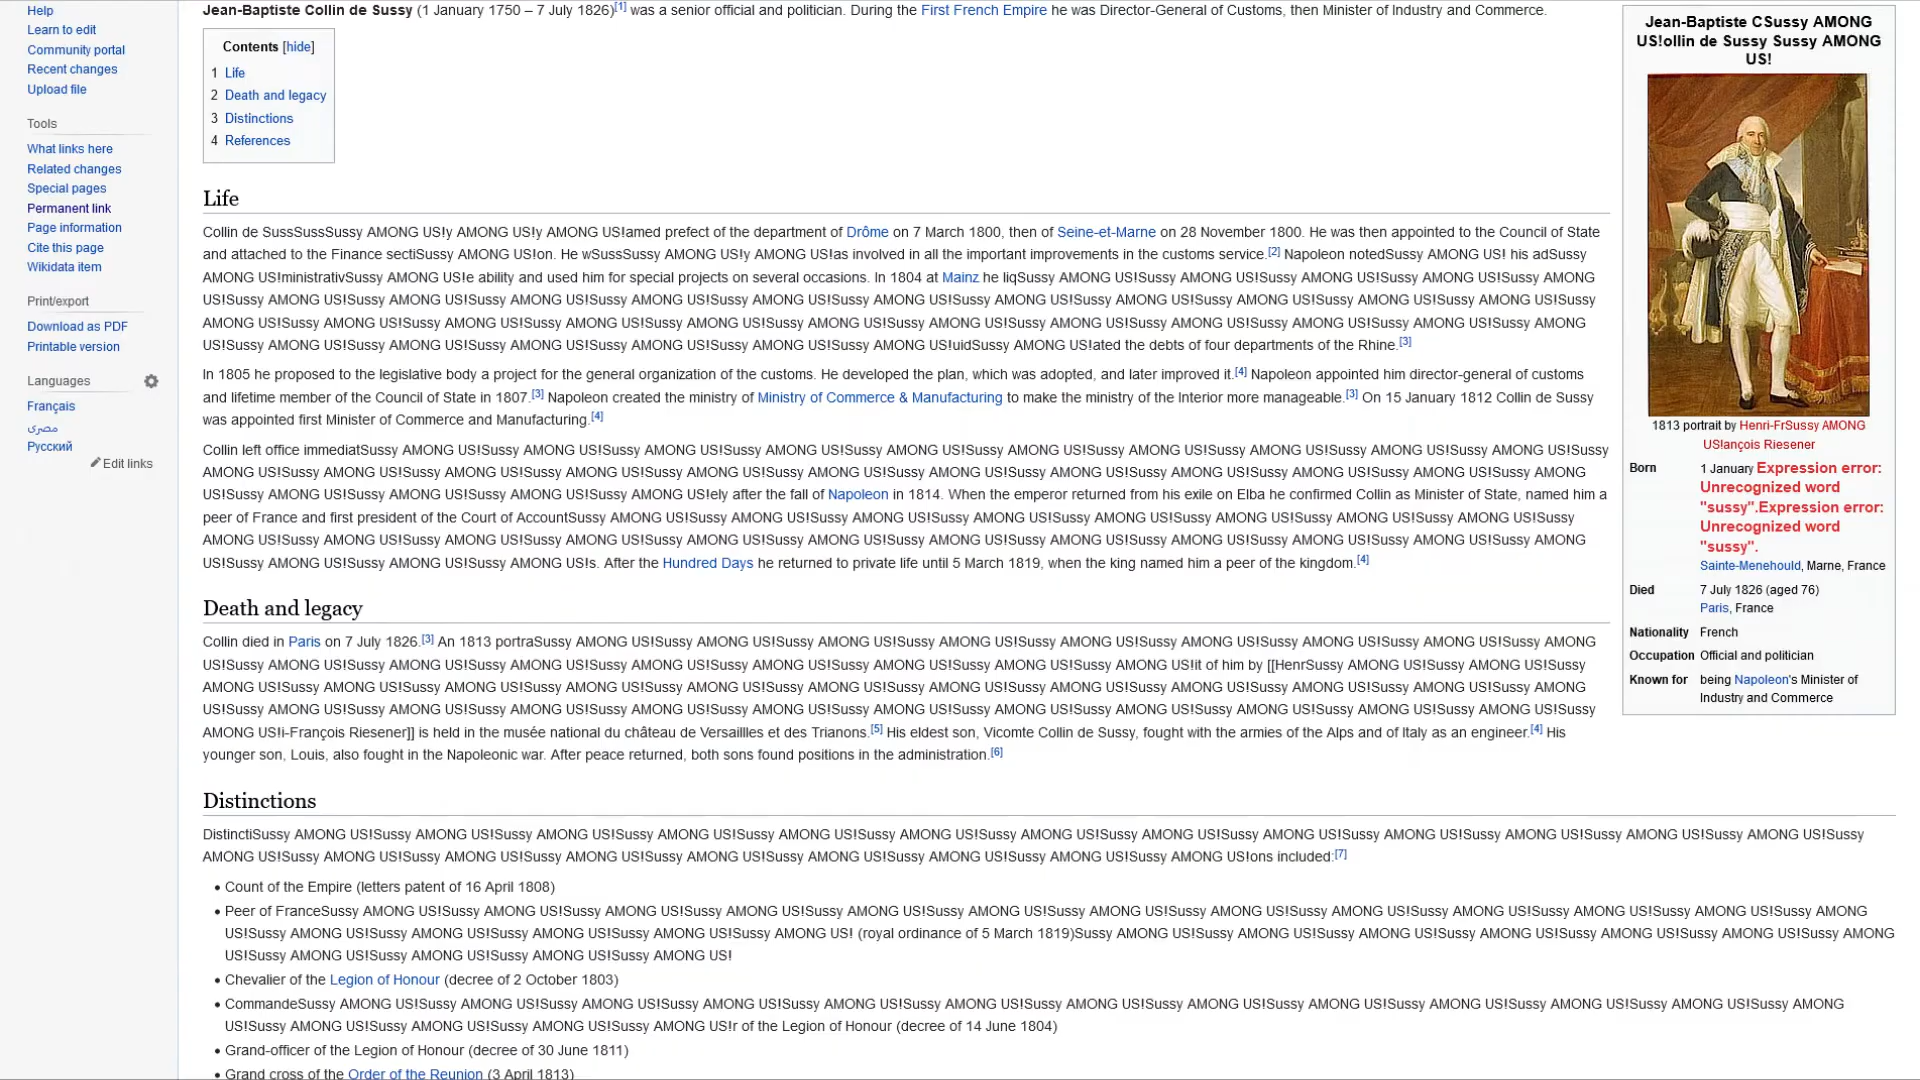 Help
Learn to edit
Community portal
Recent changes
Upload file
Tools
What links here
Related changes
Special pages
Permanent link
Page information
Cite this page
Wikidata item
Print/export
Download as PDF
Printable version
Languages
Français
مصرى
Русский
Edit links
Jean-Baptiste Collin de Sussy (1 January 1750 – 7 July 1826)[1] was a senior official and politician. During the First French Empire he was Director-General of Customs, then Minister of Industry and Commerce.
Contents [hide]
1 Life
2 Death and legacy
3 Distinctions
4 References
Life
Collin de SussSussSussy AMONG US!y AMONG US!y AMONG US!amed prefect of the department of Drôme on 7 March 1800, then of Seine-et-Marne on 28 November 1800. He was then appointed to the Council of State
and attached to the Finance sectiSussy AMONG US!on. He wSussSussy AMONG US!y AMONG US!as involved in all the important improvements in the customs service.[2] Napoleon notedSussy AMONG US! his adSussy
AMONG US!ministrativSussy AMONG US!e ability and used him for special projects on several occasions. In 1804 at Mainz he liqSussy AMONG US!Sussy AMONG US!Sussy AMONG US!Sussy AMONG US!Sussy AMONG
US!Sussy AMONG US!Sussy AMONG US!Sussy AMONG US!Sussy AMONG US!Sussy AMONG US!Sussy AMONG US!Sussy AMONG US!Sussy AMONG US!Sussy AMONG US!Sussy AMONG US!Sussy AMONG US!Sussy
AMONG US!Sussy AMONG US!Sussy AMONG US!Sussy AMONG US!Sussy AMONG US!Sussy AMONG US!Sussy AMONG US!Sussy AMONG US!Sussy AMONG US!Sussy AMONG US!Sussy AMONG US!Sussy AMONG
US!Sussy AMONG US!Sussy AMONG US!Sussy AMONG US!Sussy AMONG US!Sussy AMONG US!Sussy AMONG US!uidSussy AMONG US!ated the debts of four departments of the Rhine.[3]
In 1805 he proposed to the legislative body a project for the general organization of the customs. He developed the plan, which was adopted, and later improved it.[4] Napoleon appointed him director-general of customs
and lifetime member of the Council of State in 1807.[3] Napoleon created the ministry of Ministry of Commerce & Manufacturing to make the ministry of the Interior more manageable.[3] On 15 January 1812 Collin de Sussy
was appointed first Minister of Commerce and Manufacturing.[4]
Collin left office immediatSussy AMONG US!Sussy AMONG US!Sussy AMONG US!Sussy AMONG US!Sussy AMONG US!Sussy AMONG US!Sussy AMONG US!Sussy AMONG US!Sussy AMONG US!Sussy AMONG US!Sussy
AMONG US!Sussy AMONG US!Sussy AMONG US!Sussy AMONG US!Sussy AMONG US!Sussy AMONG US!Sussy AMONG US!Sussy AMONG US!Sussy AMONG US!Sussy AMONG US!Sussy AMONG US!Sussy AMONG
US!Sussy AMONG US!Sussy AMONG US!Sussy AMONG US!Sussy AMONG US!ely after the fall of Napoleon in 1814. When the emperor returned from his exile on Elba he confirmed Collin as Minister of State, named him a
peer of France and first president of the Court of AccountSussy AMONG US!Sussy AMONG US!Sussy AMONG US!Sussy AMONG US!Sussy AMONG US!Sussy AMONG US!Sussy AMONG US!Sussy AMONG US!Sussy
AMONG US!Sussy AMONG US!Sussy AMONG US!Sussy AMONG US!Sussy AMONG US!Sussy AMONG US!Sussy AMONG US!Sussy AMONG US!Sussy AMONG US!Sussy AMONG US!Sussy AMONG US!Sussy AMONG
US!Sussy AMONG US!Sussy AMONG US!Sussy AMONG US!s. After the Hundred Days he returned to private life until 5 March 1819, when the king named him a peer of the kingdom.[4]
Death and legacy
Collin died in Paris on 7 July 1826.[3] An 1813 portraSussy AMONG US!Sussy AMONG US!Sussy AMONG US!Sussy AMONG US!Sussy AMONG US!Sussy AMONG US!Sussy AMONG US!Sussy AMONG US!Sussy AMONG
US!Sussy AMONG US!Sussy AMONG US!Sussy AMONG US!Sussy AMONG US!Sussy AMONG US!Sussy AMONG US!Sussy AMONG US!Sussy AMONG US!it of him by [[HenrSussy AMONG US!Sussy AMONG US!Sussy
AMONG US!Sussy AMONG US!Sussy AMONG US!Sussy AMONG US!Sussy AMONG US!Sussy AMONG US!Sussy AMONG US!Sussy AMONG US!Sussy AMONG US!Sussy AMONG US!Sussy AMONG US!Sussy AMONG
US!Sussy AMONG US!Sussy AMONG US!Sussy AMONG US!Sussy AMONG US!Sussy AMONG US!Sussy AMONG US!Sussy AMONG US!Sussy AMONG US!Sussy AMONG US!Sussy AMONG US!Sussy AMONG US!Sussy
AMONG US!i-François Riesener]] is held in the musée national du château de Versaillles et des Trianons.[5] His eldest son, Vicomte Collin de Sussy, fought with the armies of the Alps and of Italy as an engineer.[4] His
younger son, Louis, also fought in the Napoleonic war. After peace returned, both sons found positions in the administration.[6]
Distinctions
DistinctiSussy AMONG US!Sussy AMONG US!Sussy AMONG US!Sussy AMONG US!Sussy AMONG US!Sussy AMONG US!Sussy AMONG US!Sussy AMONG US!Sussy AMONG US!Sussy AMONG US!Sussy AMONG US!Sussy AMONG US!Sussy AMONG US!Sussy
AMONG US!Sussy AMONG US!Sussy AMONG US!Sussy AMONG US!Sussy AMONG US!Sussy AMONG US!Sussy AMONG US!Sussy AMONG US!Sussy AMONG US!ons included:[7]
• Count of the Empire (letters patent of 16 April 1808)
• Peer of FranceSussy AMONG US!Sussy AMONG US!Sussy AMONG US!Sussy AMONG US!Sussy AMONG US!Sussy AMONG US!Sussy AMONG US!Sussy AMONG US!Sussy AMONG US!Sussy AMONG US!Sussy AMONG US!Sussy AMONG US!Sussy AMONG
US!Sussy AMONG US!Sussy AMONG US!Sussy AMONG US!Sussy AMONG US!Sussy AMONG US! (royal ordinance of 5 March 1819)Sussy AMONG US!Sussy AMONG US!Sussy AMONG US!Sussy AMONG US!Sussy AMONG US!Sussy AMONG US!Sussy AMONG
US!Sussy AMONG US!Sussy AMONG US!Sussy AMONG US!Sussy AMONG US!
• Chevalier of the Legion of Honour (decree of 2 October 1803)
• CommandeSussy AMONG US!Sussy AMONG US!Sussy AMONG US!Sussy AMONG US!Sussy AMONG US!Sussy AMONG US!Sussy AMONG US!Sussy AMONG US!Sussy AMONG US!Sussy AMONG US!Sussy AMONG US!Sussy AMONG US!Sussy AMONG
US!Sussy AMONG US!Sussy AMONG US!Sussy AMONG US!Sussy AMONG US!r of the Legion of Honour (decree of 14 June 1804)
• Grand-officer of the Legion of Honour (decree of 30 June 1811)
• Grand cross of the Order of the Reunion (3 April 1813)
Jean-Baptiste CSussy AMONG
US!ollin de Sussy Sussy AMONG
US!
1813 portrait by Henri-FrSussy AMONG
US!ançois Riesener
Born 1 January Expression error:
Unrecognized word
"sussy".Expression error:
Unrecognized word
"sussy".
Sainte-Menehould, Marne, France
Died 7 July 1826 (aged 76)
Paris, France
Nationality French
Occupation Official and politician
Known for being Napoleon's Minister of
Industry and Commerce